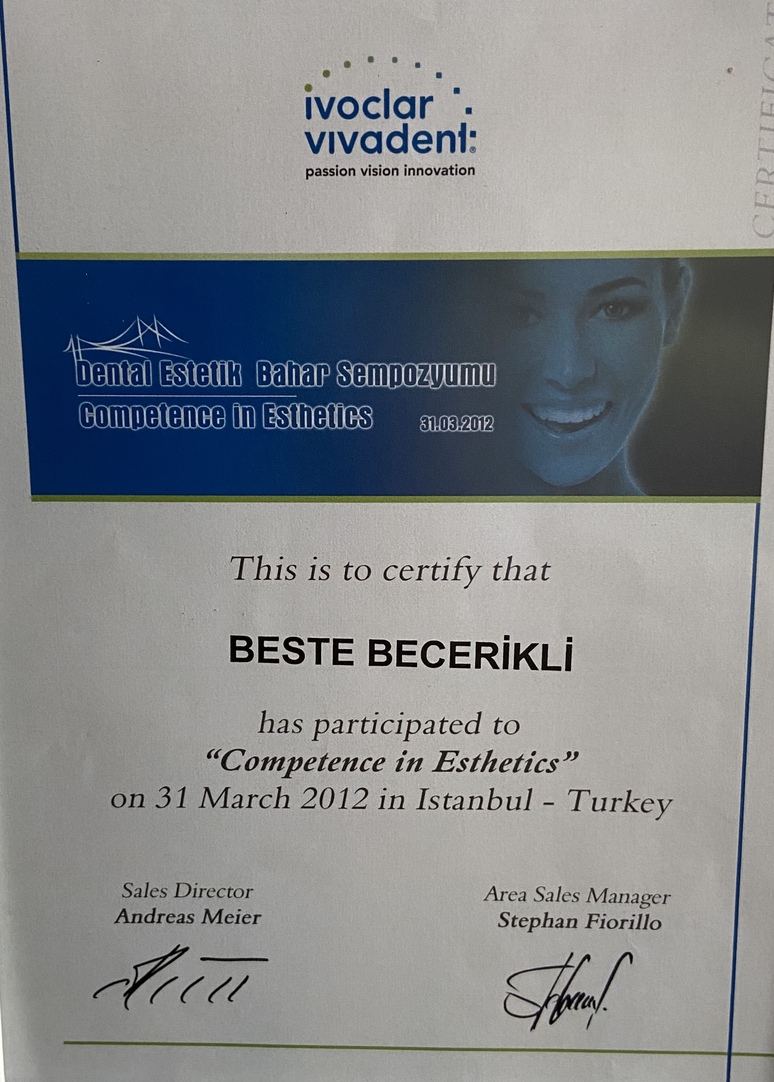 ivoclar
vivadent:®
passion vision innovation
CERTIFICAT
Dental Estetik Bahar Sempozyumu
Competence in Esthetics 31.03.2012
This is to certify that
BESTE BECERİKLİ
has participated to
“Competence in Esthetics”
on 31 March 2012 in Istanbul - Turkey
Sales Director
Andreas Meier
Area Sales Manager
Stephan Fiorillo